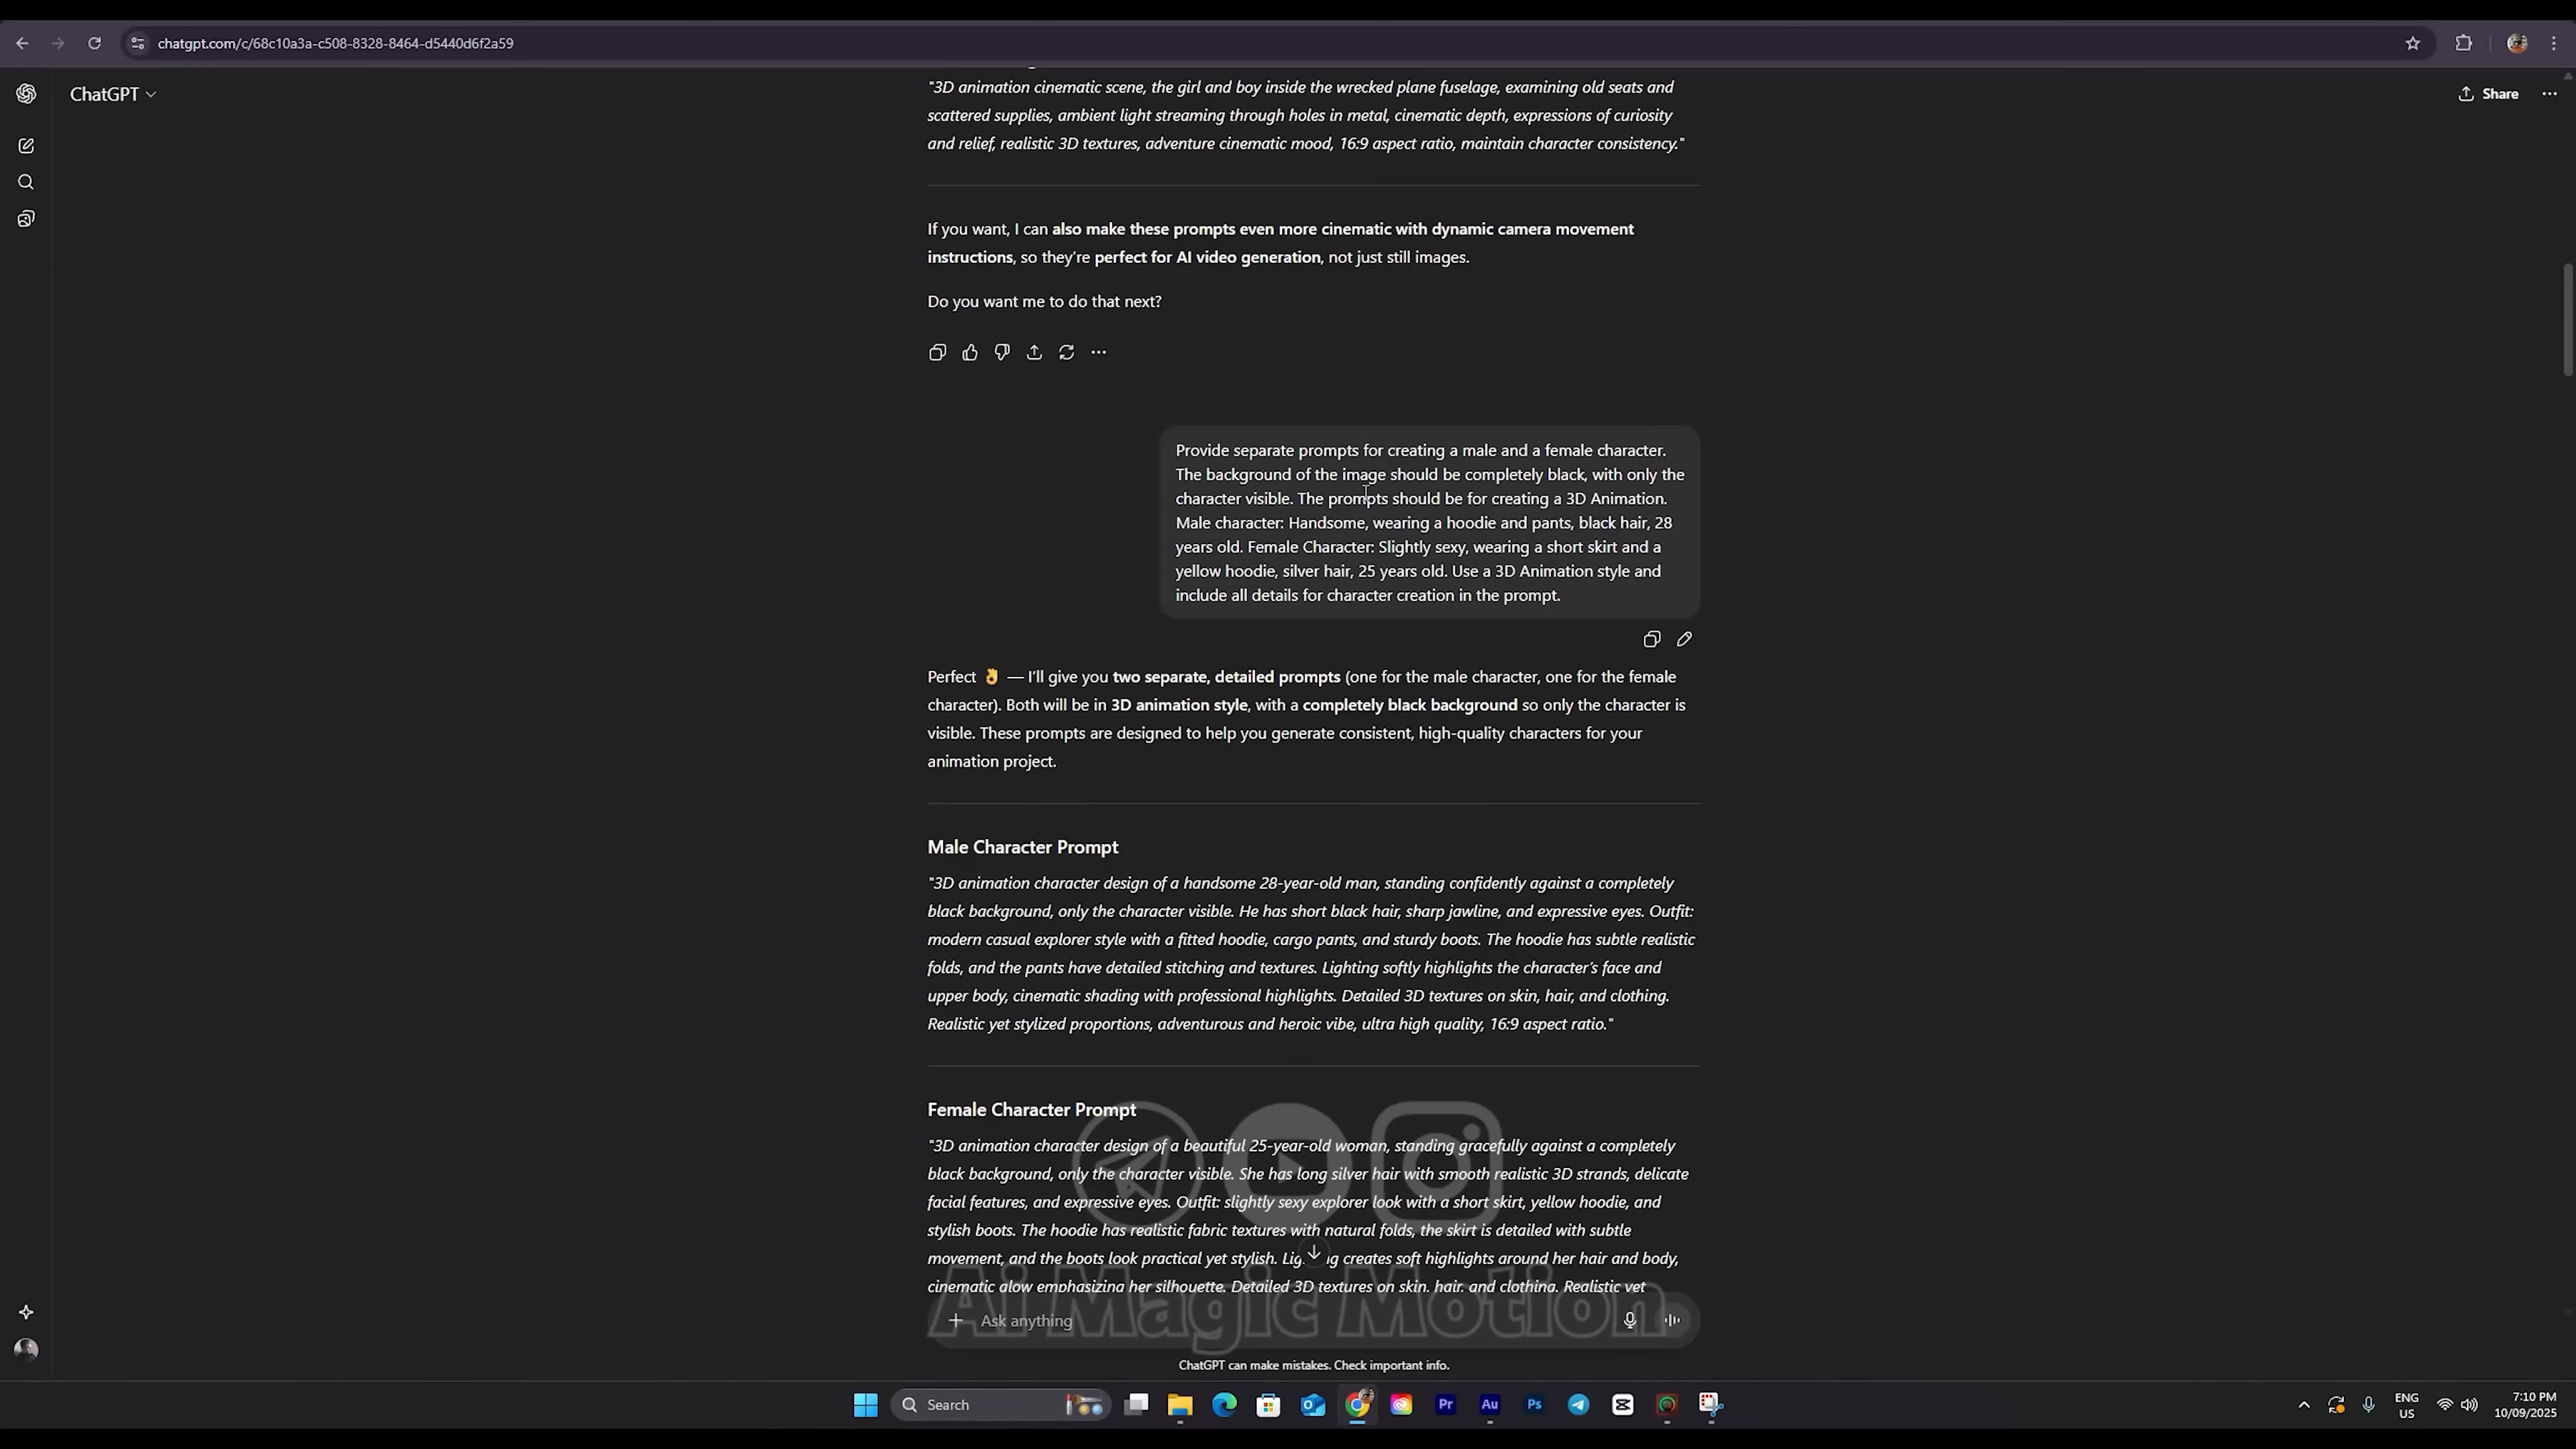 chatgpt.com/c/68c10a3a-c508-8328-8464-d5440d6f2a59
ChatGPT
Share
"3D animation cinematic scene, the girl and boy inside the wrecked plane fuselage, examining old seats and
scattered supplies, ambient light streaming through holes in metal, cinematic depth, expressions of curiosity
and relief, realistic 3D textures, adventure cinematic mood, 16:9 aspect ratio, maintain character consistency."
If you want, I can also make these prompts even more cinematic with dynamic camera movement
instructions, so they're perfect for AI video generation, not just still images.
Do you want me to do that next?
Provide separate prompts for creating a male and a female character.
The background of the image should be completely black, with only the
character visible. The prompts should be for creating a 3D Animation.
Male character: Handsome, wearing a hoodie and pants, black hair, 28
years old. Female Character: Slightly sexy, wearing a short skirt and a
yellow hoodie, silver hair, 25 years old. Use a 3D Animation style and
include all details for character creation in the prompt.
Perfect 👌 — I'll give you two separate, detailed prompts (one for the male character, one for the female
character). Both will be in 3D animation style, with a completely black background so only the character is
visible. These prompts are designed to help you generate consistent, high-quality characters for your
animation project.
Male Character Prompt
"3D animation character design of a handsome 28-year-old man, standing confidently against a completely
black background, only the character visible. He has short black hair, sharp jawline, and expressive eyes. Outfit:
modern casual explorer style with a fitted hoodie, cargo pants, and sturdy boots. The hoodie has subtle realistic
folds, and the pants have detailed stitching and textures. Lighting softly highlights the character's face and
upper body, cinematic shading with professional highlights. Detailed 3D textures on skin, hair, and clothing.
Realistic yet stylized proportions, adventurous and heroic vibe, ultra high quality, 16:9 aspect ratio."
Female Character Prompt
"3D animation character design of a beautiful 25-year-old woman, standing gracefully against a completely
black background, only the character visible. She has long silver hair with smooth realistic 3D strands, delicate
facial features, and expressive eyes. Outfit: slightly sexy explorer look with a short skirt, yellow hoodie, and
stylish boots. The hoodie has realistic fabric textures with natural folds, the skirt is detailed with subtle
movement, and the boots look practical yet stylish. creates soft highlights around her hair and body,
cinematic glow emphasizing her silhouette. Detailed 3D textures on skin, hair, and clothing. Realistic yet
Ai Magic Motion
Ask anything
ChatGPT can make mistakes. Check important info.
Search
Pr
Au
Ps
ENG
US
7:10 PM
10/09/2025